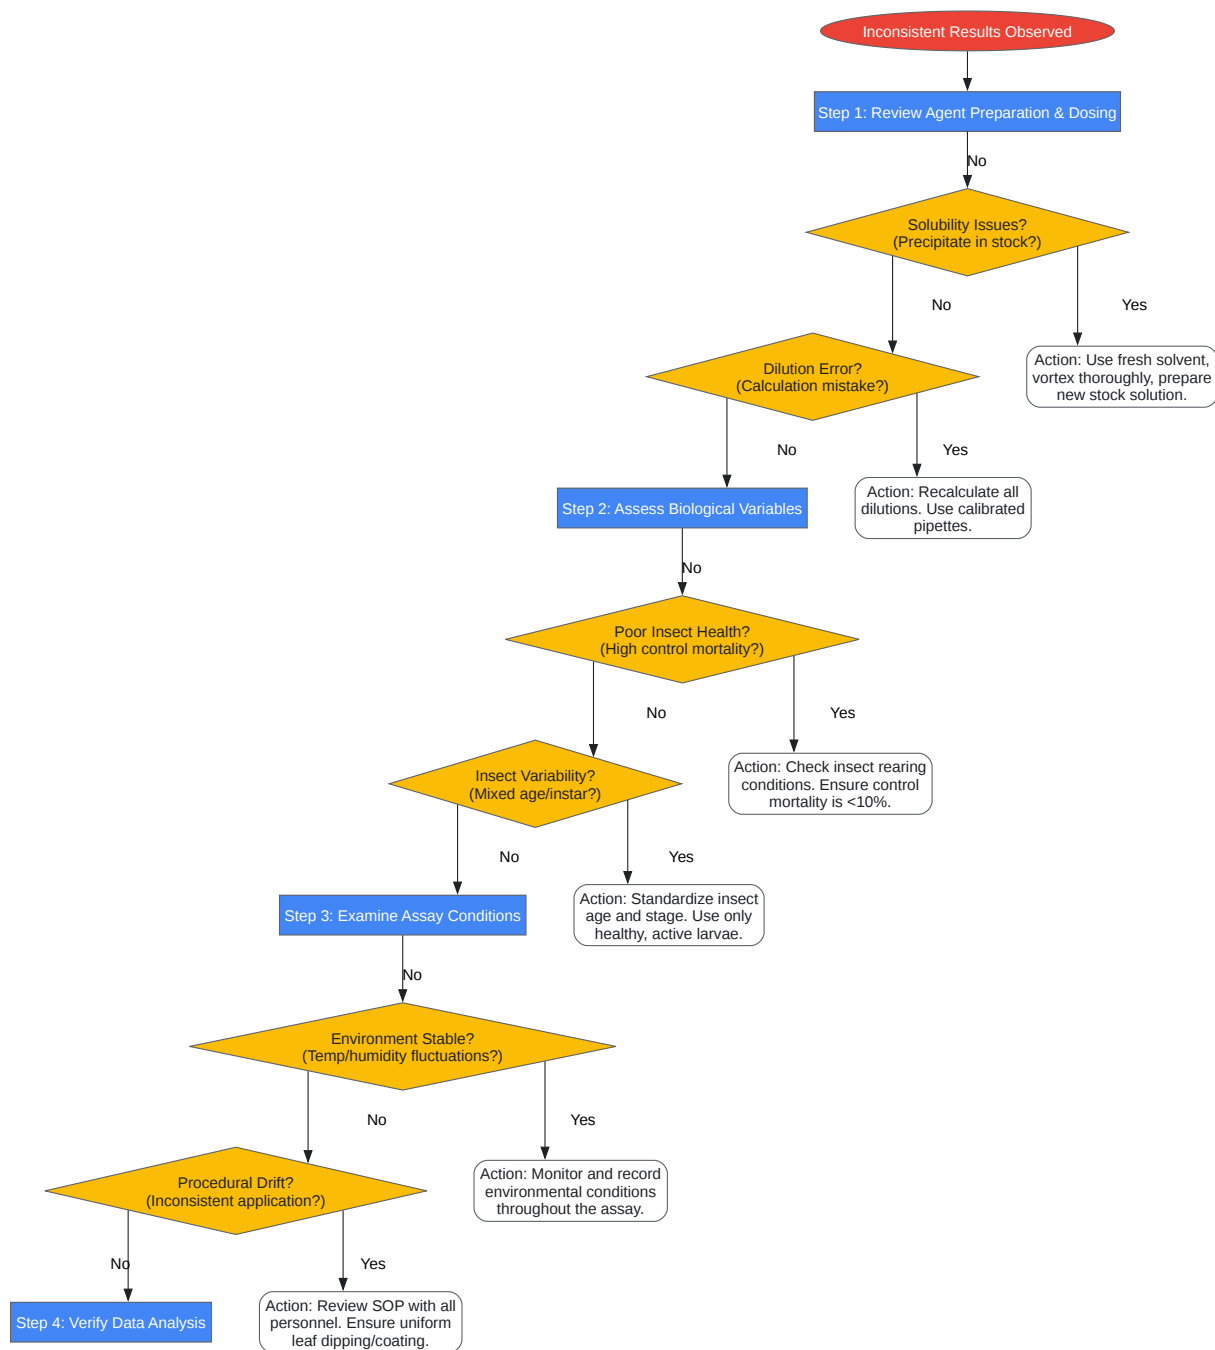 Inconsistent Results Observed
Step 1: Review Agent Preparation & Dosing
No
Solubility Issues?
(Precipitate in stock?)
No
Yes
Dilution Error?
(Calculation mistake?)
Action: Use fresh solvent,
vortex thoroughly, prepare
new stock solution.
No
Yes
Step 2: Assess Biological Variables
Action: Recalculate all
dilutions. Use calibrated
pipettes.
No
Poor Insect Health?
(High control mortality?)
No
Yes
Insect Variability?
(Mixed age/instar?)
Action: Check insect rearing
conditions. Ensure control
mortality is <10%.
No
Yes
Step 3: Examine Assay Conditions
Action: Standardize insect
age and stage. Use only
healthy, active larvae.
No
Environment Stable?
(Temp/humidity fluctuations?)
No
Yes
Procedural Drift?
(Inconsistent application?)
Action: Monitor and record
environmental conditions
throughout the assay.
No
Yes
Step 4: Verify Data Analysis
Action: Review SOP with all
personnel. Ensure uniform
leaf dipping/coating.